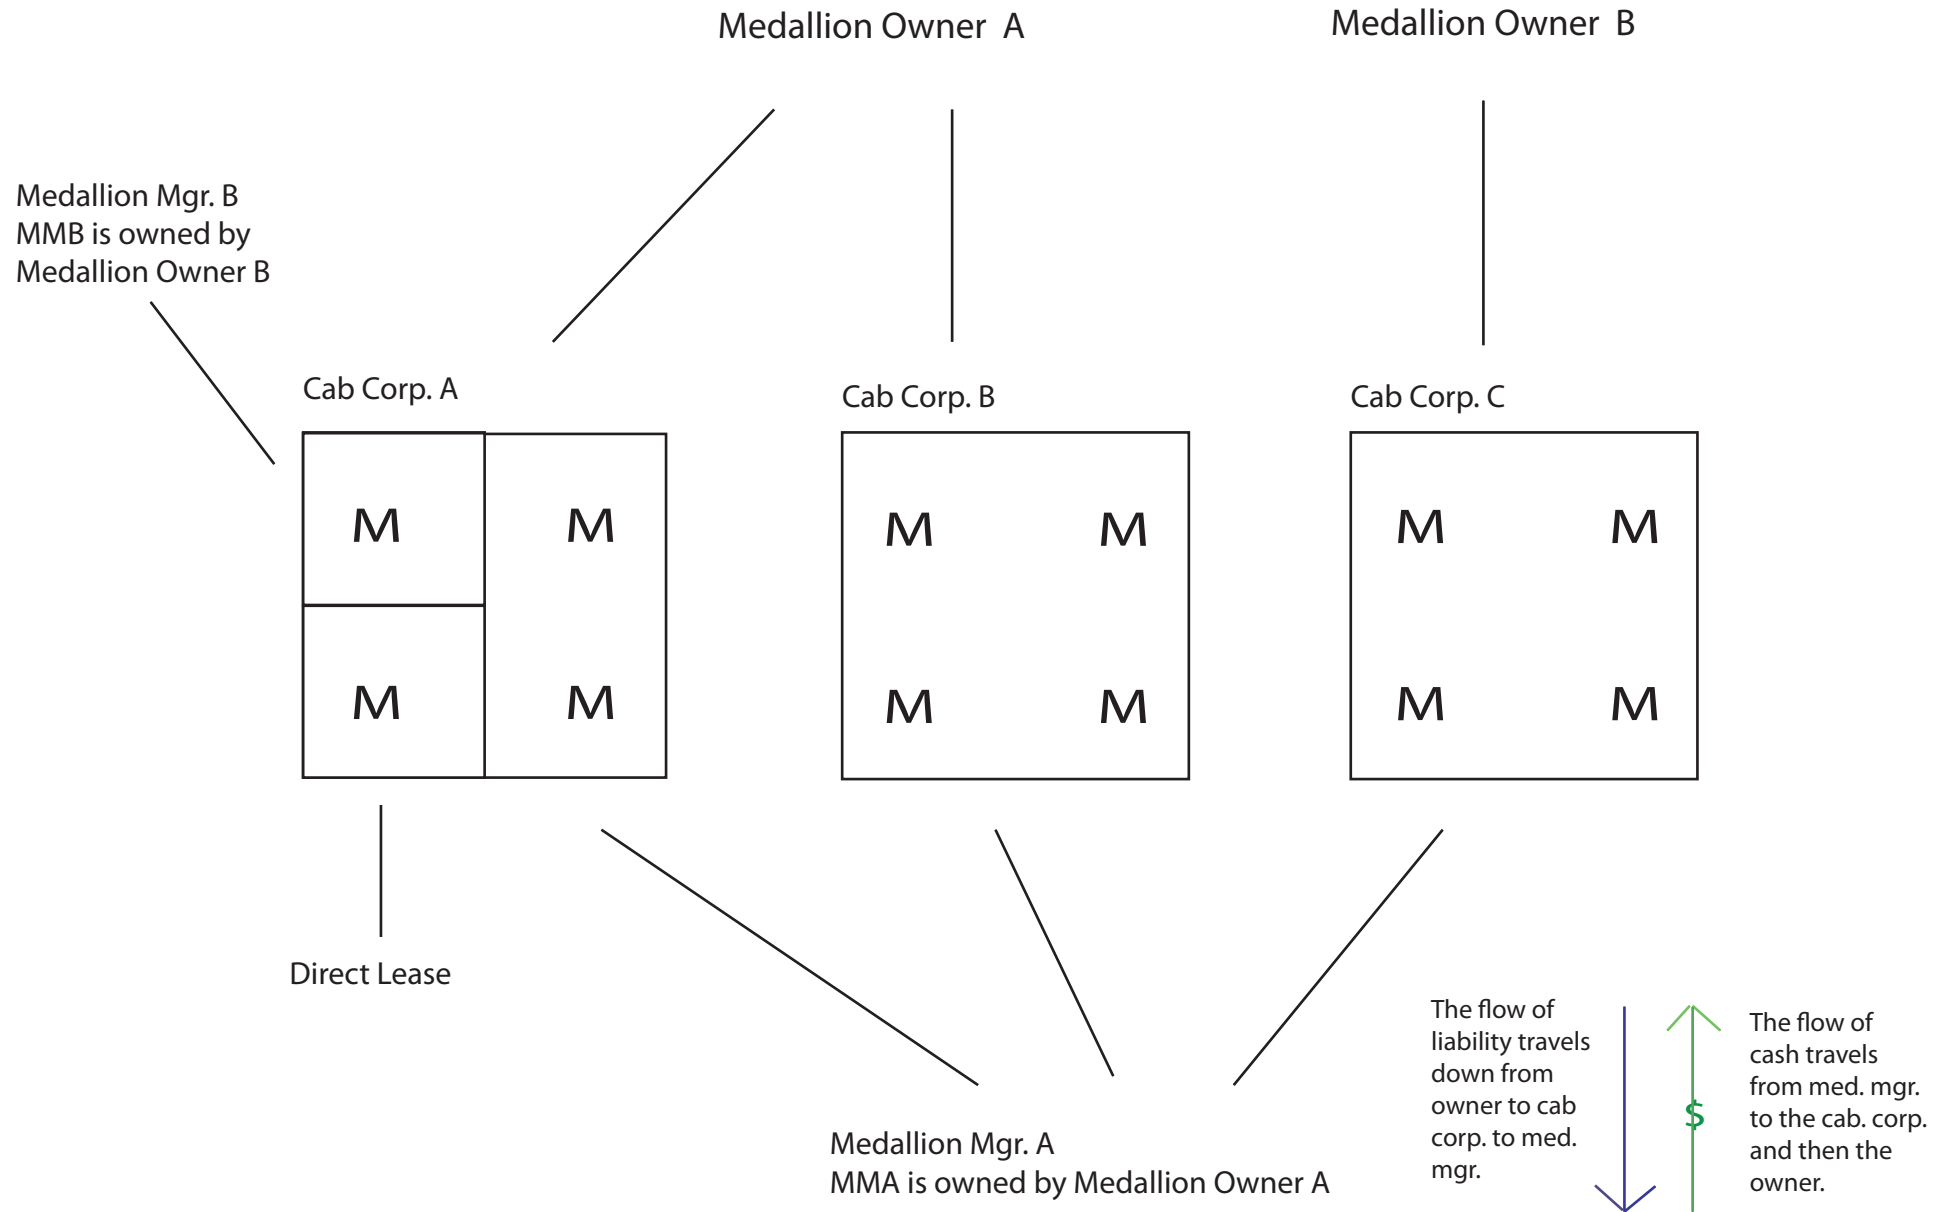 Medallion Owner  A
Medallion Owner  B
Medallion Mgr. B
MMB is owned by
Medallion Owner B
Cab Corp. A
Cab Corp. B
Cab Corp. C
M M M M M M
M M M M M M
Direct Lease
Medallion Mgr. A
MMA is owned by Medallion Owner A
The flow of
liability travels
down from
owner to cab
corp. to med.
mgr.
$
The flow of
cash travels
from med. mgr.
to the cab. corp.
and then the
owner.